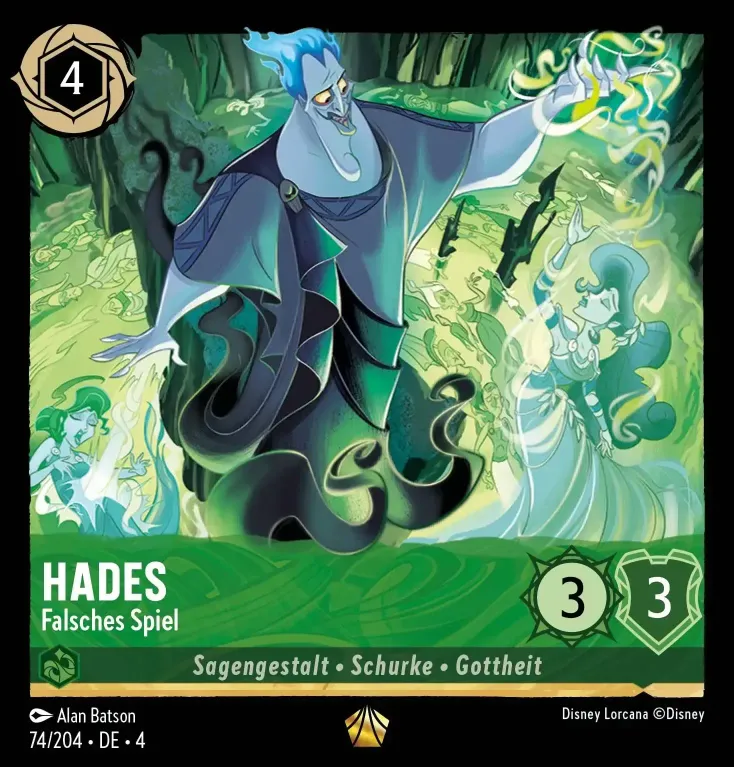 4
HADES
Falsches Spiel
3 3
Sagengestalt • Schurke • Gottheit
Alan Batson
Disney Lorcana ©Disney
74/204 • DE • 4